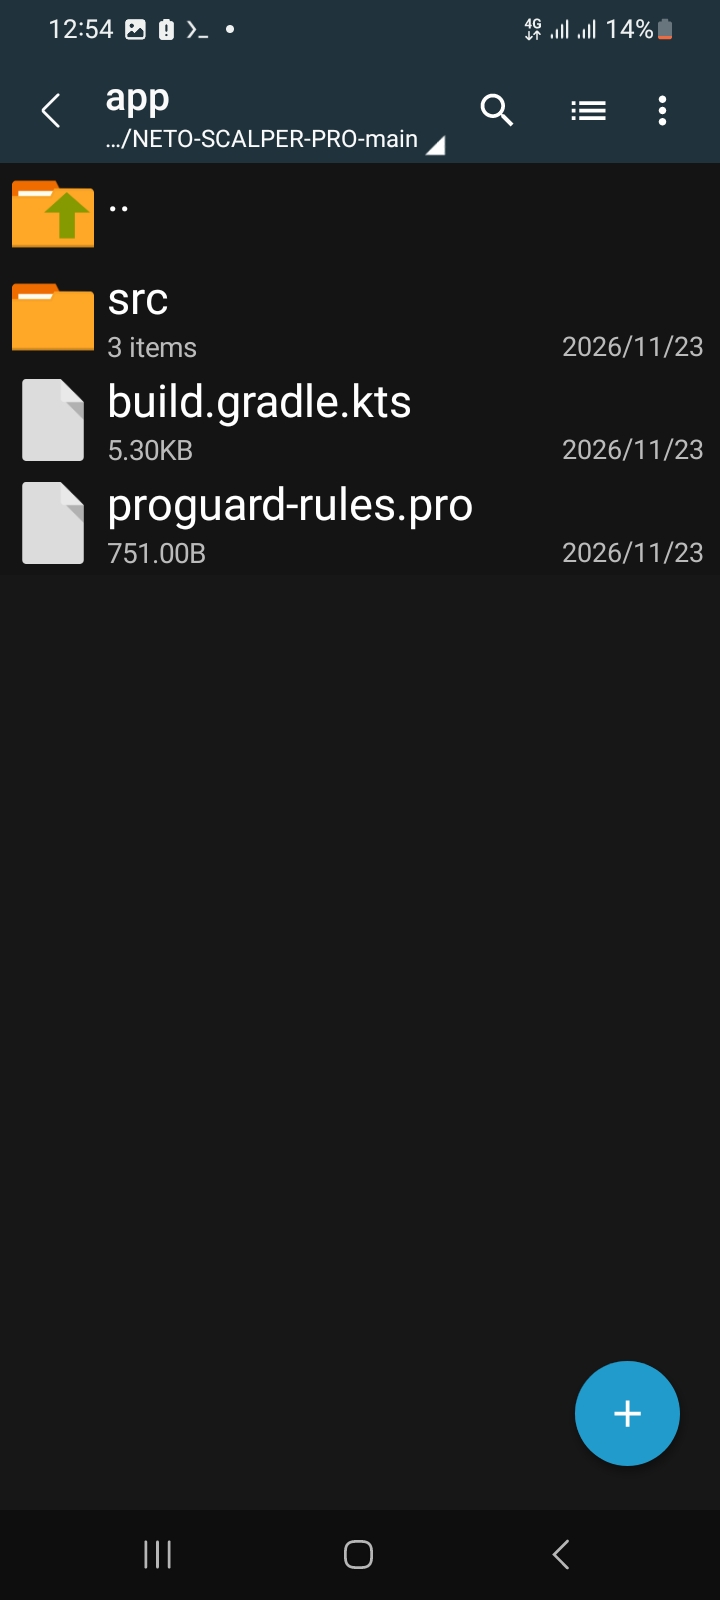 12:54
4G 14%
app
.../NETO-SCALPER-PRO-main
..
src
3 items 2026/11/23
build.gradle.kts
5.30KB 2026/11/23
proguard-rules.pro
751.00B 2026/11/23